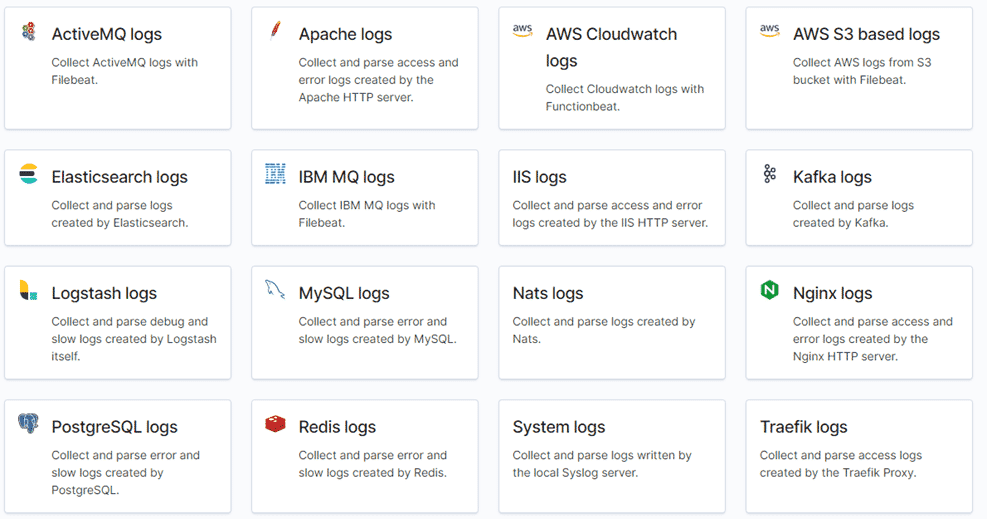 ActiveMQ logs
Collect ActiveMQ logs with
Filebeat.
Apache logs
Collect and parse access and
error logs created by the
Apache HTTP server.
aws
AWS Cloudwatch
logs
Collect Cloudwatch logs with
Functionbeat.
aws
AWS S3 based logs
Collect AWS logs from S3
bucket with Filebeat.
Elasticsearch logs
Collect and parse logs
created by Elasticsearch.
IBM
IBM MQ logs
Collect IBM MQ logs with
Filebeat.
IIS logs
Collect and parse access and error
logs created by the IIS HTTP server.
Kafka logs
Collect and parse logs
created by Kafka.
Logstash logs
Collect and parse debug and
slow logs created by Logstash
itself.
MySQL logs
Collect and parse error and
slow logs created by MySQL.
Nats logs
Collect and parse logs created by
Nats.
N
Nginx logs
Collect and parse access and
error logs created by the
Nginx HTTP server.
PostgreSQL logs
Collect and parse error and
slow logs created by
PostgreSQL.
Redis logs
Collect and parse error and
slow logs created by Redis.
System logs
Collect and parse logs written by
the local Syslog server.
Traefik logs
Collect and parse access logs
created by the Traefik Proxy.